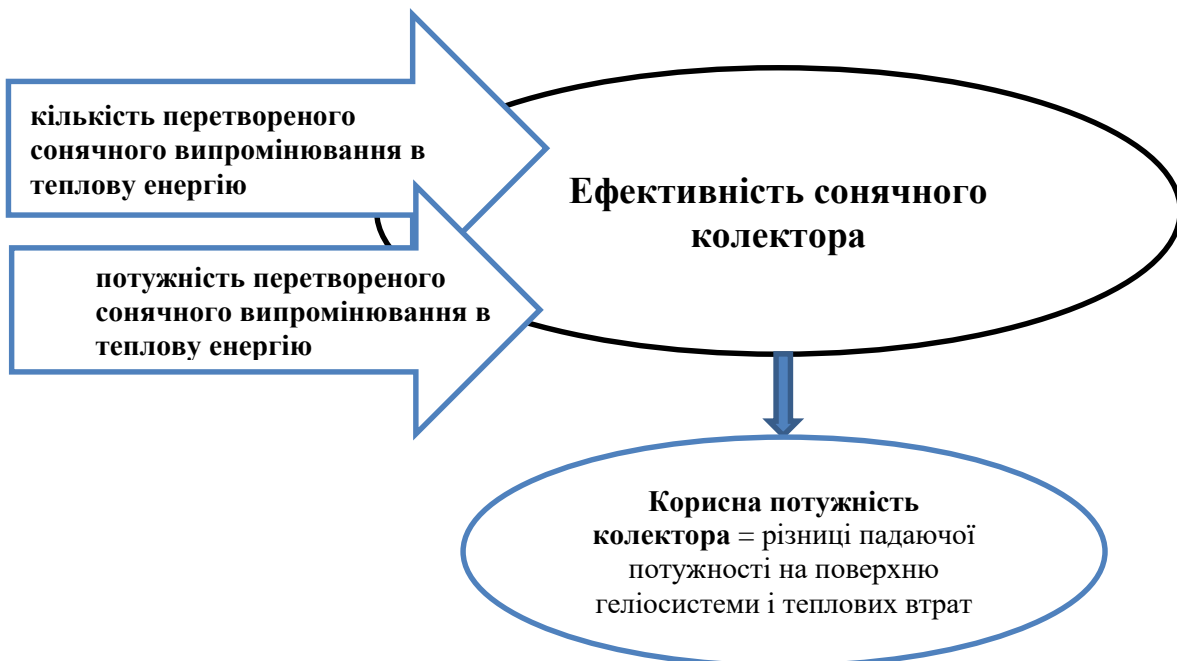 кількість перетвореного
сонячного випромінювання в
теплову енергію
Ефективність сонячного
колектора
потужність перетвореного
сонячного випромінювання в
теплову енергію
Корисна потужність
колектора = різниці падаючої
потужності на поверхню
геліосистеми і теплових втрат